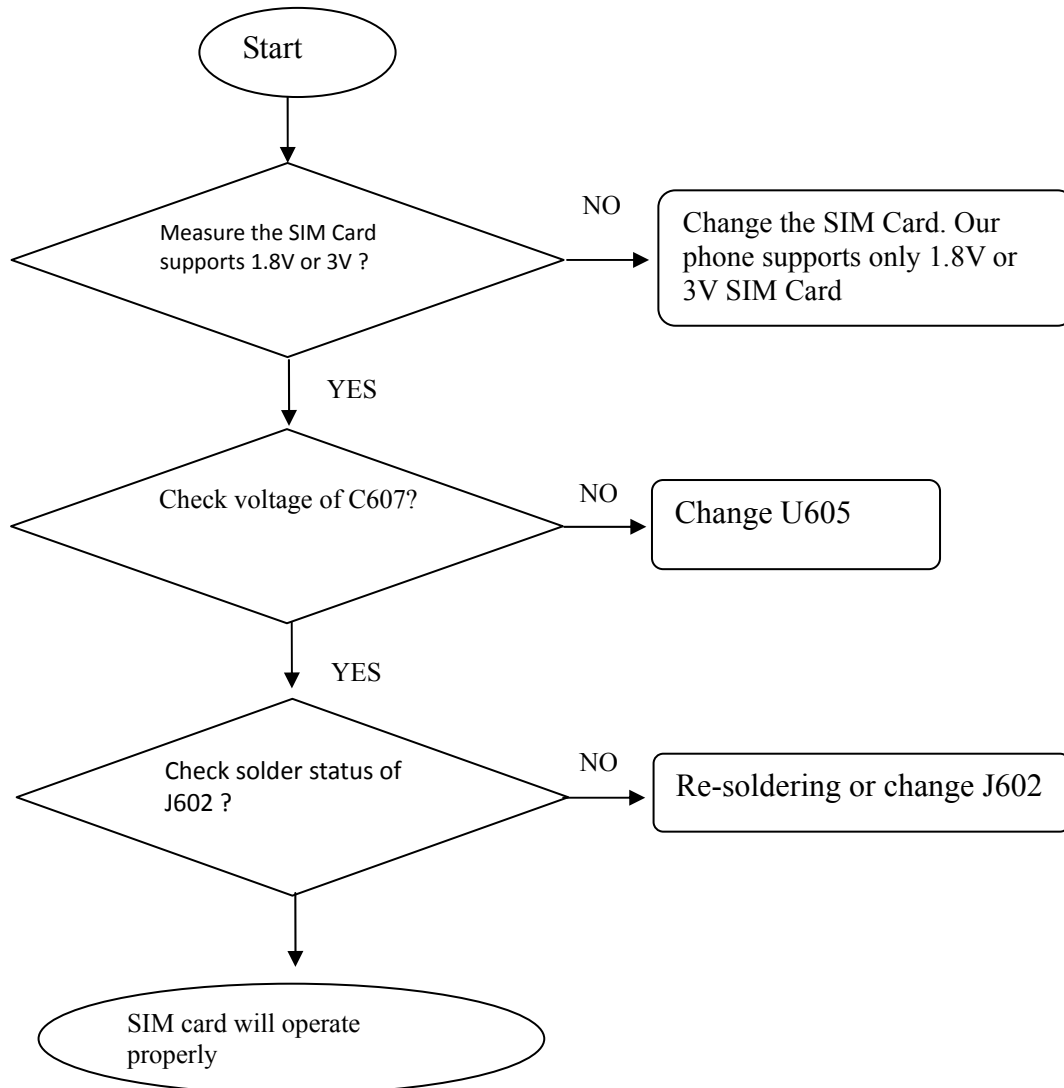 Start
Measure the SIM Card
supports 1.8V or 3V ?
NO
Change the SIM Card. Our
phone supports only 1.8V or
3V SIM Card
YES
Check voltage of C607?
NO
Change U605
YES
Check solder status of
J602 ?
NO
Re-soldering or change J602
SIM card will operate
properly